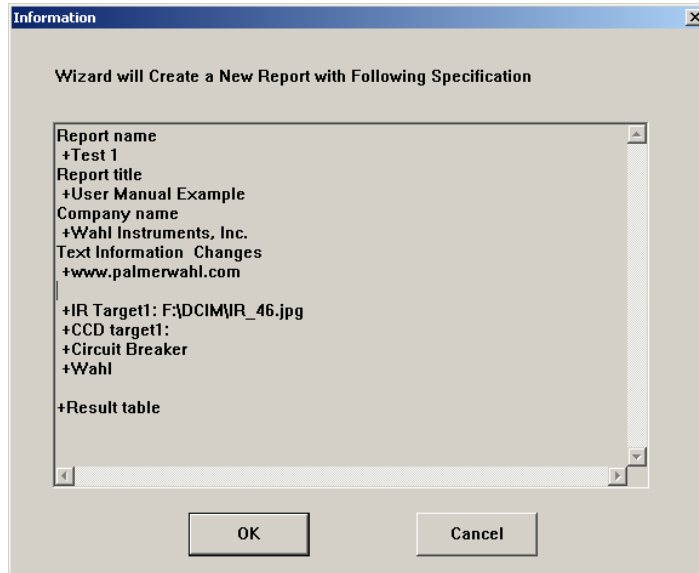 Information
Wizard will Create a New Report with Following Specification
Report name
+Test 1
Report title
+User Manual Example
Company name
+Wahl Instruments, Inc.
Text Information  Changes
+www.palmerwahl.com
+IR Target1: F:\DCIM\IR_46.jpg
+CCD target1:
+Circuit Breaker
+Wahl
+Result table
OK
Cancel